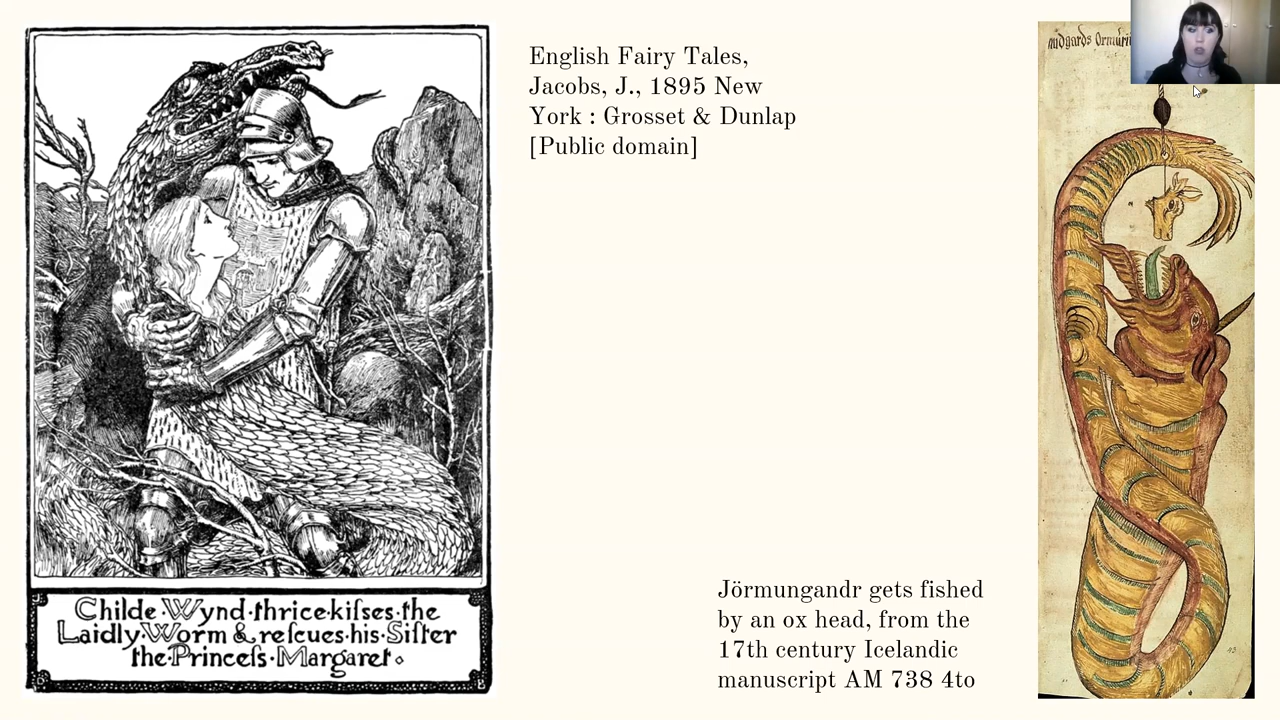 English Fairy Tales,
Jacobs, J., 1895 New
York : Grosset & Dunlap
[Public domain]
Childe·Wynd·thrice·kiſses·the
Laidly·Worm·&·reſcues·his·Siſter
the·Princeſs·Margaret⋄
Jörmungandr gets fished
by an ox head, from the
17th century Icelandic
manuscript AM 738 4to